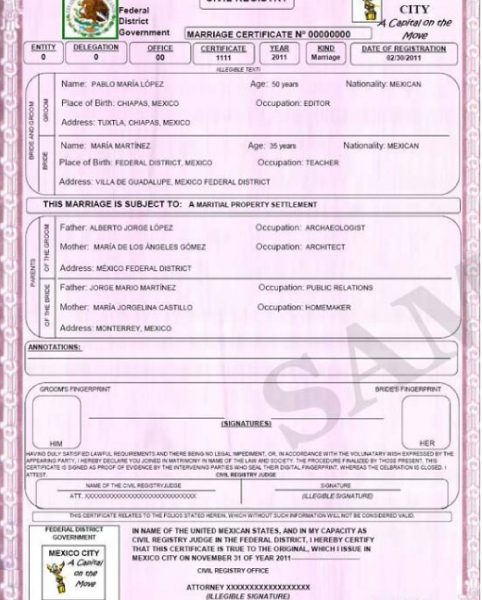 CIVIL REGISTRY
Federal
District
Government
CITY
A Capital on the
Move
MARRIAGE CERTIFICATE Nº 00000000
ENTITY
0
DELEGATION
0
OFFICE
00
CERTIFICATE
1111
YEAR
2011
KIND
Marriage
DATE OF REGISTRATION
02/30/2011
(ILLEGIBLE TEXT)
BRIDE AND GROOM
GROOM
Name: PABLO MARÍA LÓPEZ Age: 50 years Nationality: MEXICAN
Place of Birth: CHIAPAS, MEXICO Occupation: EDITOR
Address: TUXTLA, CHIAPAS, MEXICO
BRIDE
Name: MARÍA MARTÍNEZ Age: 35 years Nationality: MEXICAN
Place of Birth: FEDERAL DISTRICT, MEXICO Occupation: TEACHER
Address: VILLA DE GUADALUPE, MEXICO FEDERAL DISTRICT
THIS MARRIAGE IS SUBJECT TO: A MARITIAL PROPERTY SETTLEMENT
PARENTS
OF THE GROOM
Father: ALBERTO JORGE LÓPEZ Occupation: ARCHAEOLOGIST
Mother: MARÍA DE LOS ÁNGELES GÓMEZ Occupation: ARCHITECT
Address: MÉXICO FEDERAL DISTRICT
OF THE BRIDE
Father: JORGE MARIO MARTÍNEZ Occupation: PUBLIC RELATIONS
Mother: MARÍA JORGELINA CASTILLO Occupation: HOMEMAKER
Address: MONTERREY, MEXICO
ANNOTATIONS:
GROOM'S FINGERPRINT
BRIDE'S FINGERPRINT
(SIGNATURES)
HIM
HER
HAVING DULY SATISFIED LAWFUL REQUIREMENTS AND THERE BEING NO LEGAL IMPEDIMENT, OR, IN ACCORDANCE WITH THE VOLUNTARY WISH EXPRESSED BY THE
APPEARING PARTY, I HEREBY DECLARE YOU JOINED IN MATRIMONY IN NAME OF THE LAW AND SOCIETY. THE PROCEDURE FINALIZED BY THOSE PRESENT, THIS
CERTIFICATE IS SIGNED AS PROOF OF EVIDENCE BY THE INTERVENING PARTIES WHO SEAL THEIR DIGITAL FINGERPRINT, WHEREAS THE CELEBRATION IS CLOSED. I
ATTEST.
CIVIL REGISTRY JUDGE
NAME OF THE CIVIL REGISTRY JUDGE
ATT. XXXXXXXXXXXXXXXXXXXXXXXXXXXX
SIGNATURE
(ILLEGIBLE SIGNATURE)
THIS CERTIFICATE RELATES TO THE FOLIOS STATED HEREIN, WHICH WITHOUT SUCH INFORMATION WILL NOT BE CONSIDERED VALID.
FEDERAL DISTRICT
GOVERNMENT
MEXICO CITY
A Capital
on the
Move
IN NAME OF THE UNITED MEXICAN STATES, AND IN MY CAPACITY AS
CIVIL REGISTRY JUDGE IN THE FEDERAL DISTRICT, I HEREBY CERTIFY
THAT THIS CERTIFICATE IS TRUE TO THE ORIGINAL, WHICH I ISSUE IN
MEXICO CITY ON NOVEMBER 31 OF YEAR 2011
CIVIL REGISTRY OFFICE
ATTORNEY XXXXXXXXXXXXXXXXXX
(ILLEGIBLE SIGNATURE)
SAM